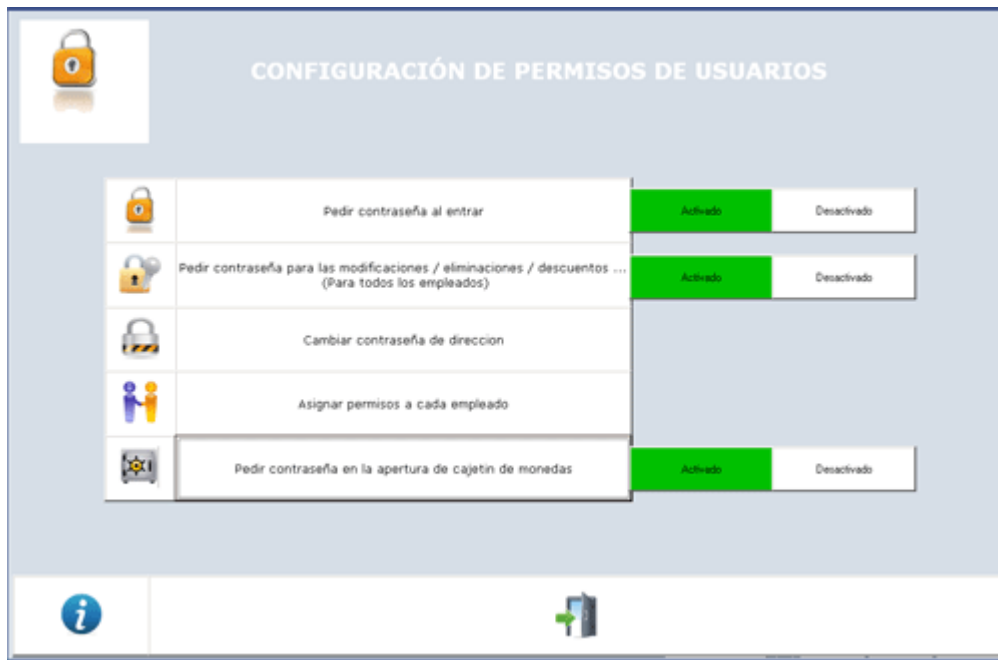 CONFIGURACIÓN DE PERMISOS DE USUARIOS
Pedir contraseña al entrar
Activado
Desactivado
Pedir contraseña para las modificaciones / eliminaciones / descuentos ...
(Para todos los empleados)
Activado
Desactivado
Cambiar contraseña de direccion
Asignar permisos a cada empleado
Pedir contraseña en la apertura de cajetin de monedas
Activado
Desactivado